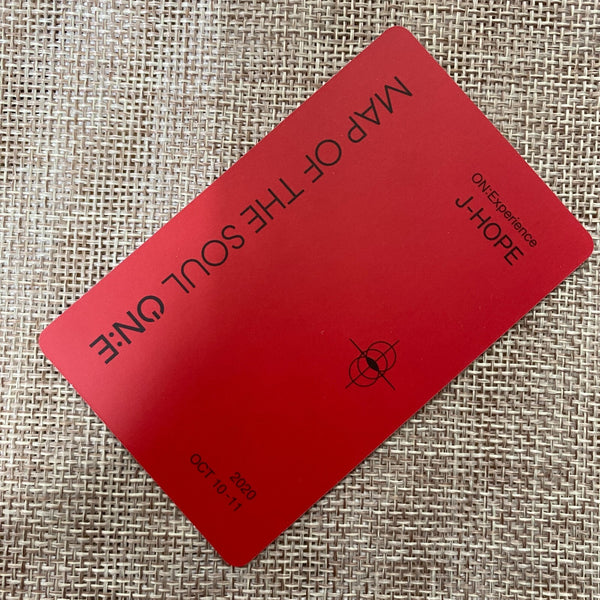 MAP OF THE SOUL ON:E
ON:Experience
J-HOPE
2020
OCT 10 -11